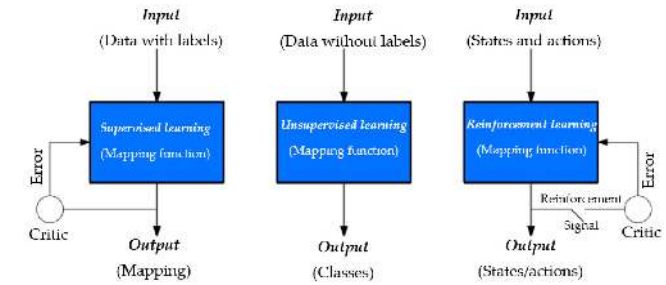 Input
(Data with labels)
Supervised learning
(Mapping function)
Error
Critic
Output
(Mapping)
Input
(Data without labels)
Unsupervised learning
(Mapping function)
Output
(Classes)
Input
(States and actions)
Reinforcement learning
(Mapping function)
Error
Reinforcement
Signal
Critic
Output
(States/actions)